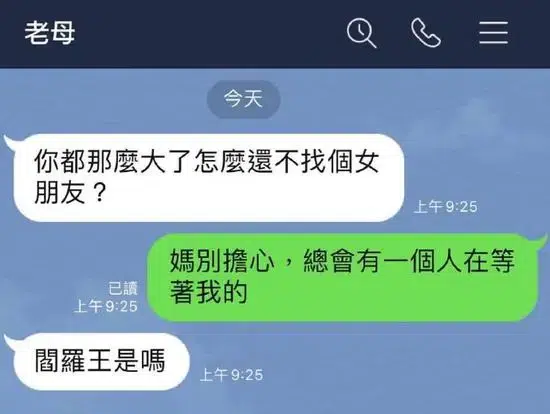 老母
今天
你都那麼大了怎麼還不找個女
朋友？
上午 9:25
媽別擔心，總會有一個人在等
著我的
已讀
上午 9:25
閻羅王是嗎
上午 9:25